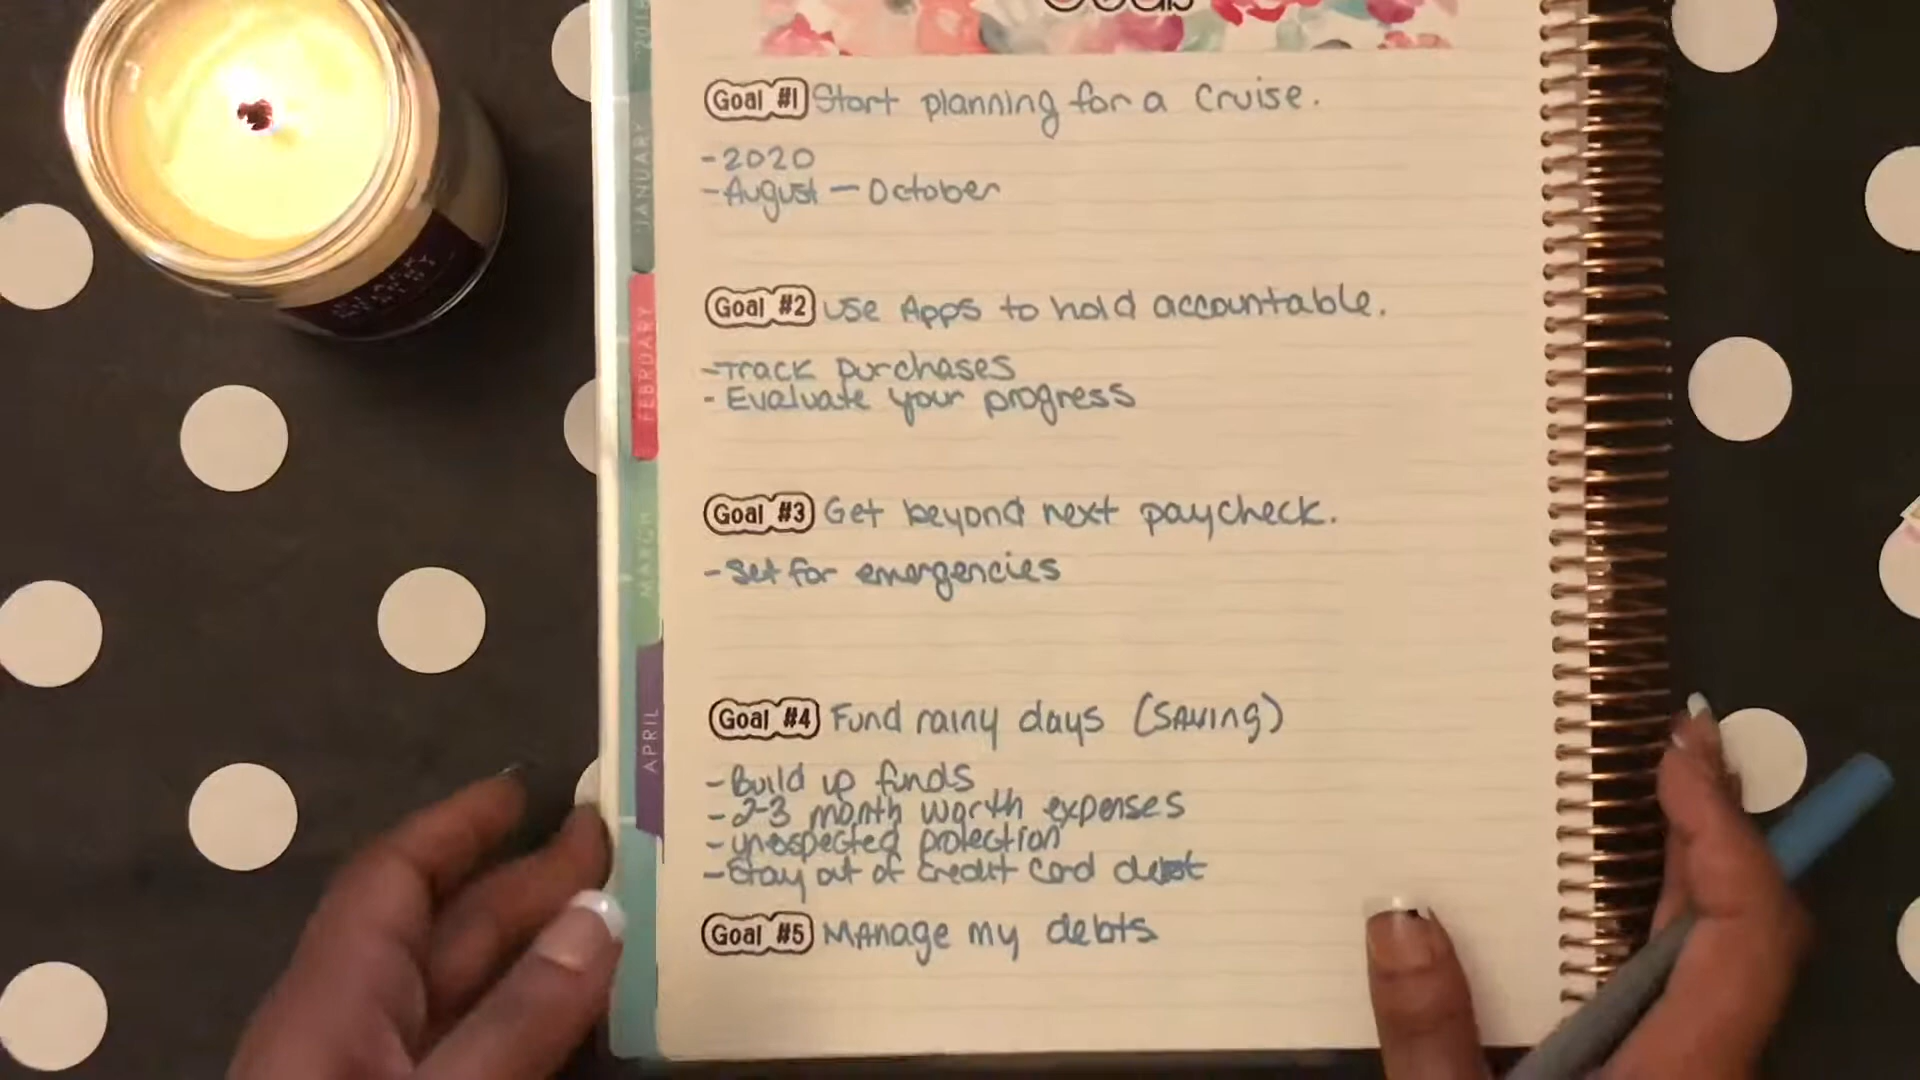 Goals
Goal #1 Start planning for a cruise.
-2020
-August - October
Goal #2 Use Apps to hold accountable.
-Track purchases
- Evaluate your progress
Goal #3 Get beyond next paycheck.
-Set for emergencies
Goal #4 Fund rainy days (SAVING)
-Build up funds
-2-3 month worth expenses
-unexspected protection
-Stay out of credit card debt
Goal #5 MANage my debts
JANUARY
FEBRUARY
MARCH
APRIL